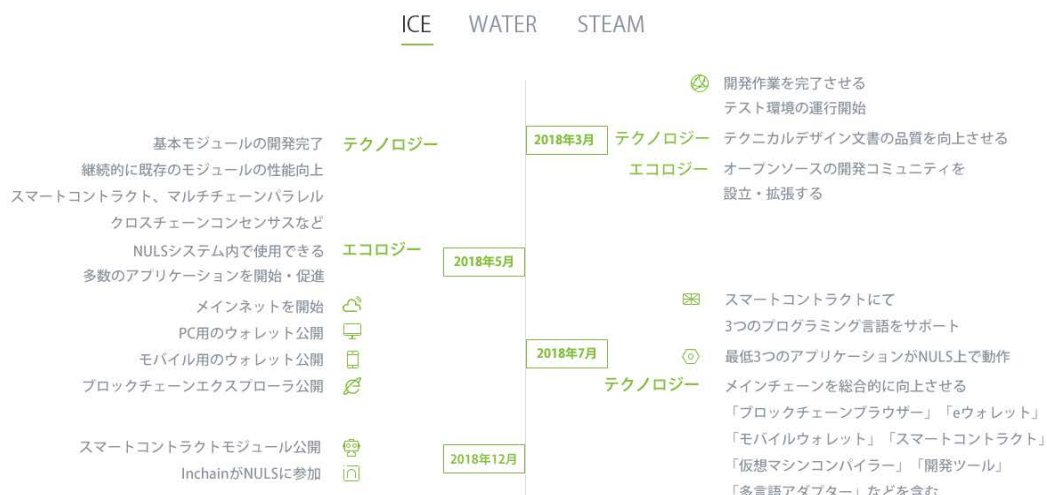 ICE WATER STEAM
開発作業を完了させる
テスト環境の運行開始
2018年3月
テクノロジー テクニカルデザイン文書の品質を向上させる
エコロジー オープンソースの開発コミュニティを
設立・拡張する
基本モジュールの開発完了 テクノロジー
継続的に既存のモジュールの性能向上
スマートコントラクト、マルチチェーンパラレル
クロスチェーンコンセンサスなど
NULSシステム内で使用できる エコロジー
多数のアプリケーションを開始・促進
2018年5月
メインネットを開始
PC用のウォレット公開
モバイル用のウォレット公開
ブロックチェーンエクスプローラ公開
スマートコントラクトにて
3つのプログラミング言語をサポート
最低3つのアプリケーションがNULS上で動作
2018年7月
テクノロジー メインチェーンを総合的に向上させる
「ブロックチェーンブラウザー」「eウォレット」
「モバイルウォレット」「スマートコントラクト」
「仮想マシンコンパイラー」「開発ツール」
「多言語アダプター」などを含む
スマートコントラクトモジュール公開
InchainがNULSに参加
2018年12月